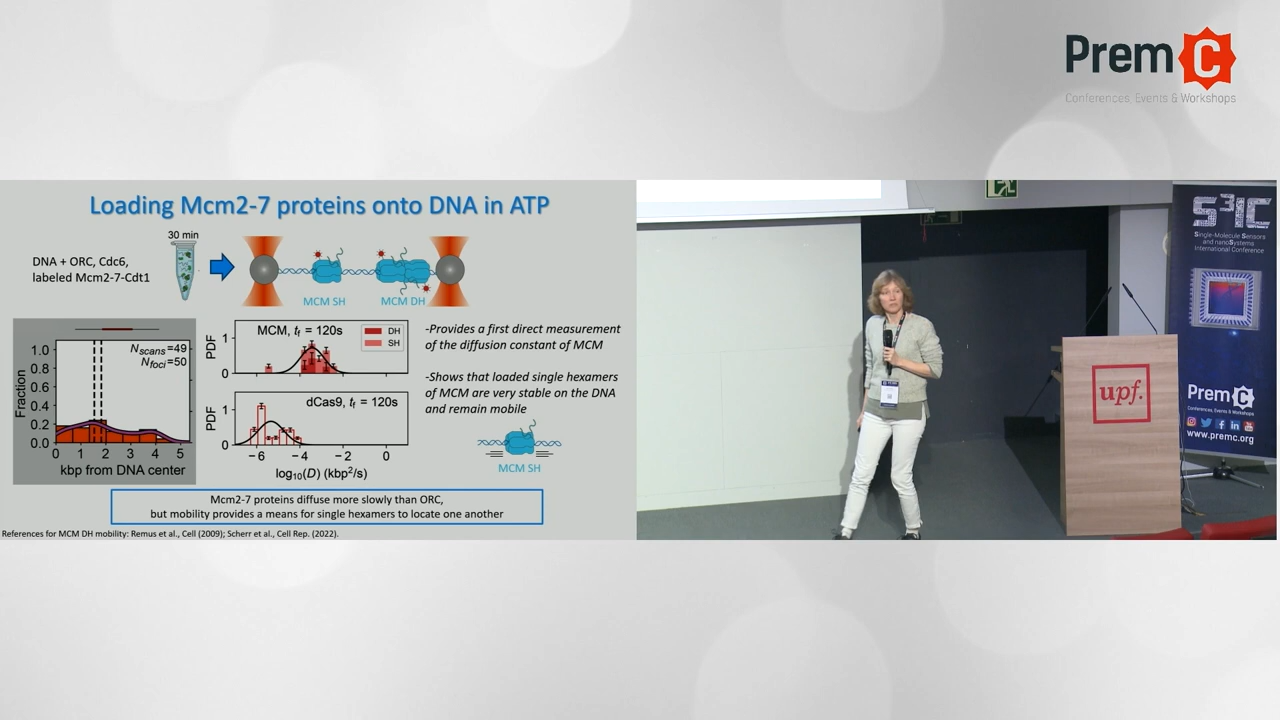 Prem C
Conferences, Events & Workshops
Loading Mcm2-7 proteins onto DNA in ATP
30 min
DNA + ORC, Cdc6,
labeled Mcm2-7-Cdt1
MCM SH
MCM DH
1.0
0.8
0.6
0.4
0.2
0.0
Fraction
Nscans=49
Nfoci=50
0 1 2 3 4 5
kbp from DNA center
PDF
1
0
MCM, tf = 120s
DH
SH
PDF
1
0
dCas9, tf = 120s
−6 −4 −2 0
log10(D) (kbp²/s)
-Provides a first direct measurement
of the diffusion constant of MCM
-Shows that loaded single hexamers
of MCM are very stable on the DNA
and remain mobile
MCM SH
Mcm2-7 proteins diffuse more slowly than ORC,
but mobility provides a means for single hexamers to locate one another
References for MCM DH mobility: Remus et al., Cell (2009); Scherr et al., Cell Rep. (2022).
upf.
S3IC
Single-Molecule Sensors
and nanoSystems
International Conference
Prem C
Conferences, Events & Workshops
www.premc.org